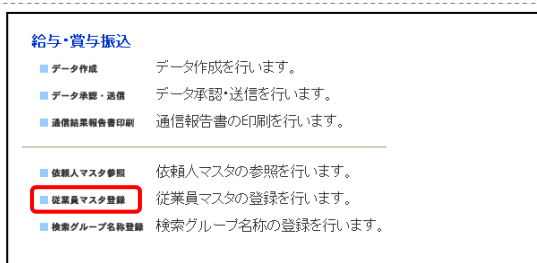 給与・賞与振込
データ作成 データ作成を行います。
データ承認・送信 データ承認・送信を行います。
通信結果報告書印刷 通信報告書の印刷を行います。
依頼人マスタ参照 依頼人マスタの参照を行います。
従業員マスタ登録 従業員マスタの登録を行います。
検索グループ名称登録 検索グループ名称の登録を行います。